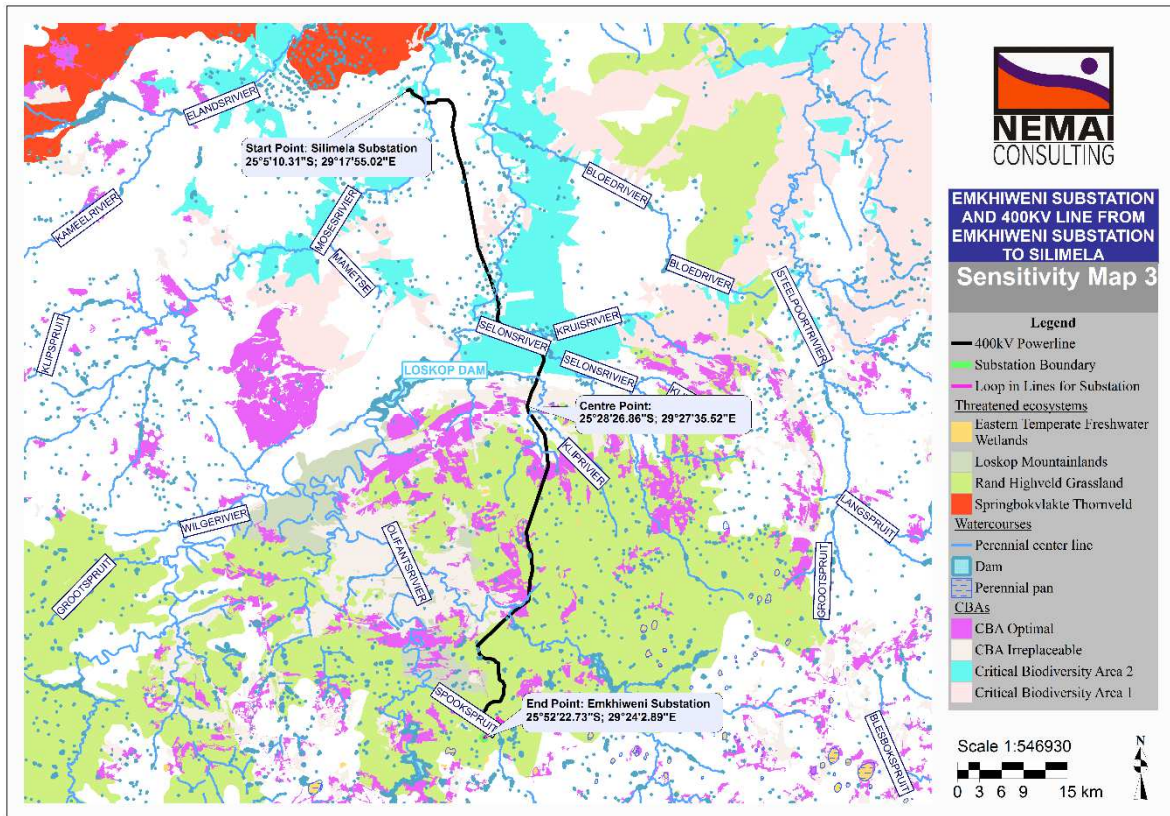 ELANDSRIVIER
Start Point: Silimela Substation
25°5'10.31"S; 29°17'55.02"E
KAMEELRIVIER
MOSESRIVIER
MAMETSE
BLOEDRIVIER
BLOEDRIVIER
STEELPOORTRIVIER
KLIPSPRUIT
SELONSRIVIER
KRUISRIVIER
SELONSRIVIER
LOSKOP DAM
Centre Point:
25°28'26.86"S; 29°27'35.52"E
KLIPRIVIER
WILGERIVIER
LANGSPRUIT
OLIFANTSRIVIER
GROOTSPRUIT
GROOTSPRUIT
SPOOKSPRUIT
End Point: Emkhiweni Substation
25°52'22.73"S; 29°24'2.89"E
BLESBOKSPRUIT
NEMAI
CONSULTING
EMKHIWENI SUBSTATION
AND 400KV LINE FROM
EMKHIWENI SUBSTATION
TO SILIMELA
Sensitivity Map 3
Legend
400kV Powerline
Substation Boundary
Loop in Lines for Substation
Threatened ecosystems
Eastern Temperate Freshwater
Wetlands
Loskop Mountainlands
Rand Highveld Grassland
Springbokvlakte Thornveld
Watercourses
Perennial center line
Dam
Perennial pan
CBAs
CBA Optimal
CBA Irreplaceable
Critical Biodiversity Area 2
Critical Biodiversity Area 1
Scale 1:546930
N
0 3 6 9 15 km